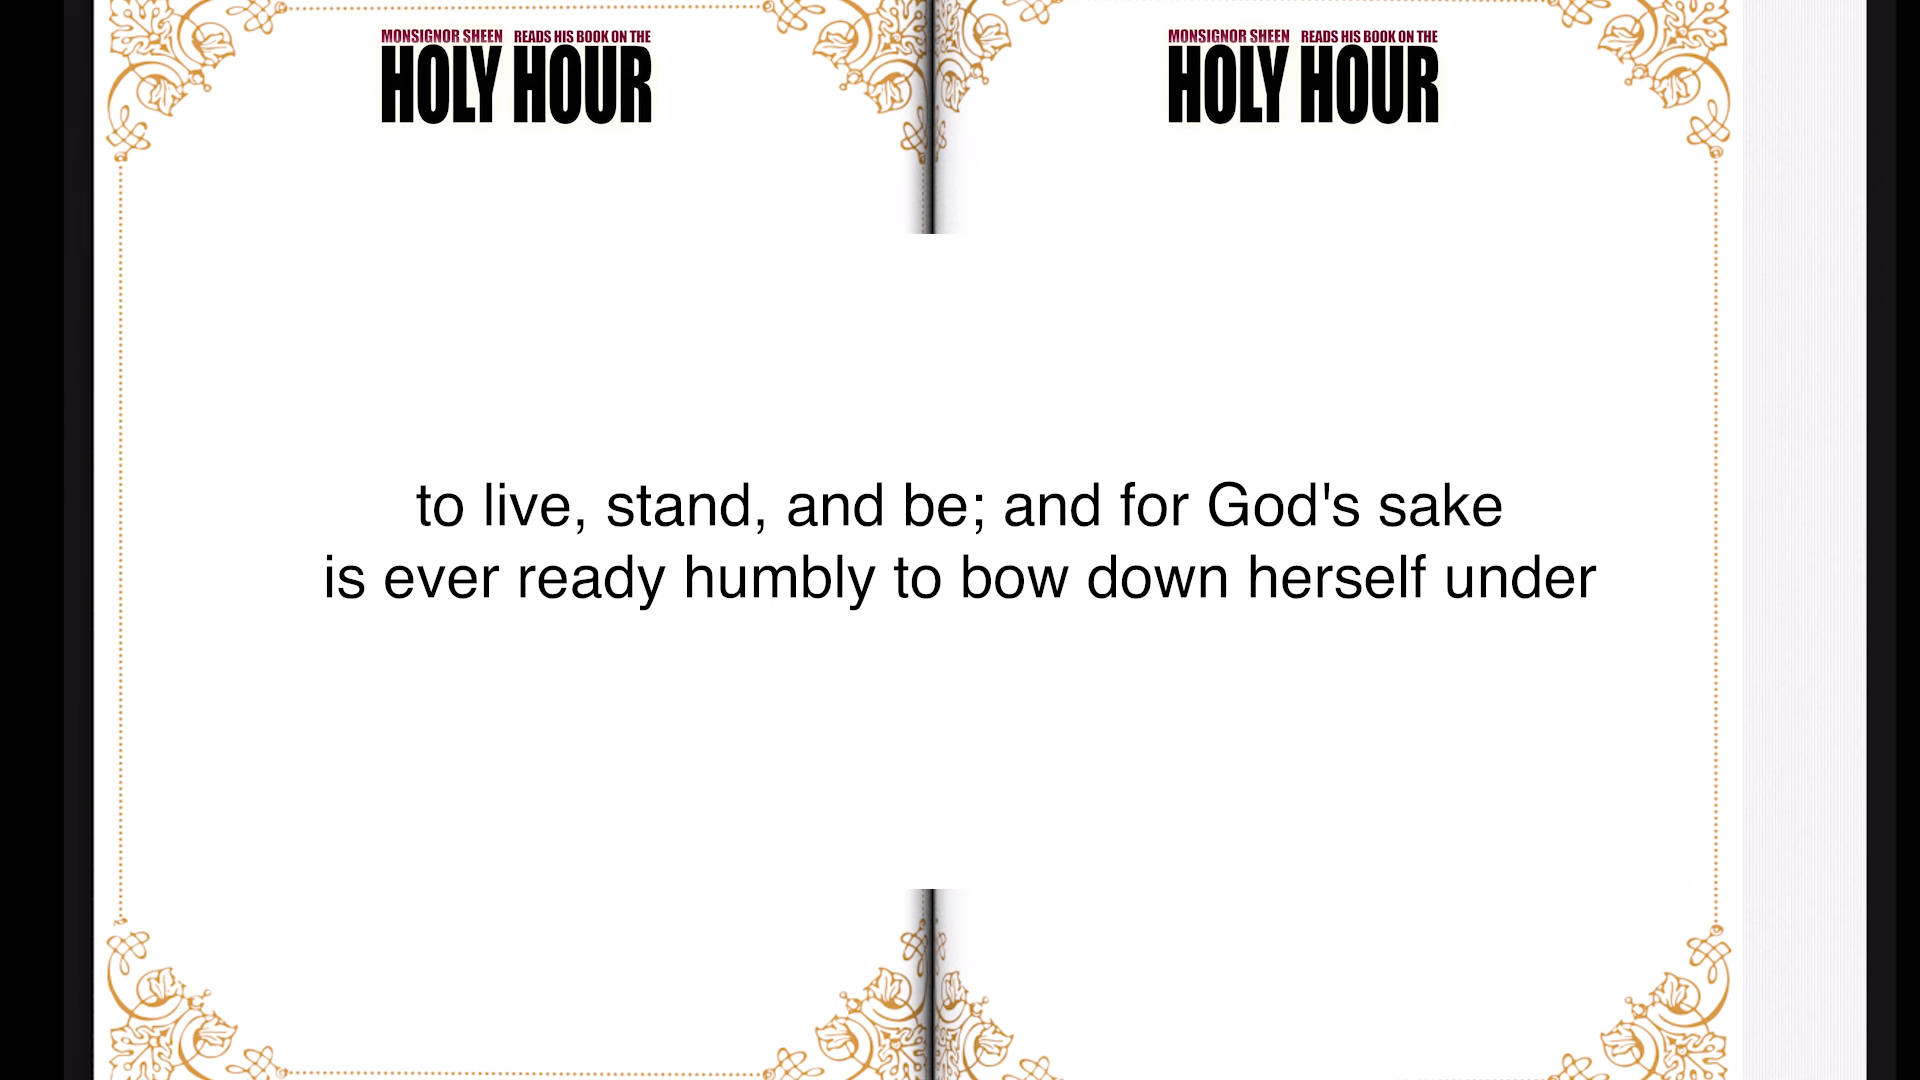 MONSIGNOR SHEEN READS HIS BOOK ON THE
HOLY HOUR
MONSIGNOR SHEEN READS HIS BOOK ON THE
HOLY HOUR
to live, stand, and be; and for God's sake
is ever ready humbly to bow down herself under